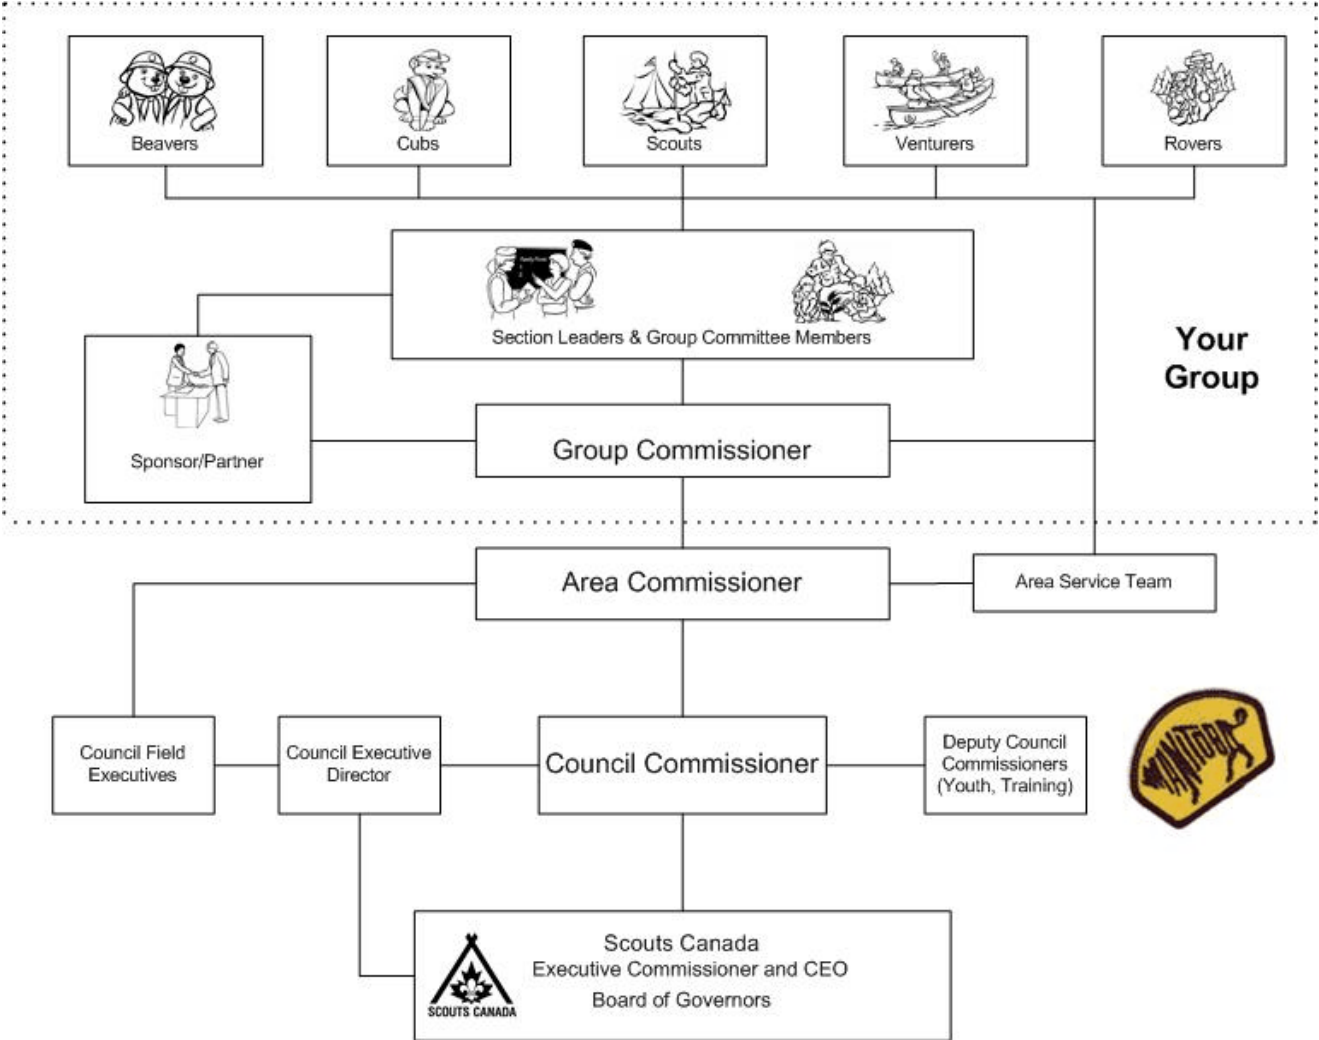 Beavers
Cubs
Scouts
Venturers
Rovers
Section Leaders & Group Committee Members
Your
Group
Sponsor/Partner
Group Commissioner
Area Commissioner
Area Service Team
Council Field
Executives
Council Executive
Director
Council Commissioner
Deputy Council
Commissioners
(Youth, Training)
MANITOBA
Scouts Canada
Executive Commissioner and CEO
Board of Governors
SCOUTS CANADA